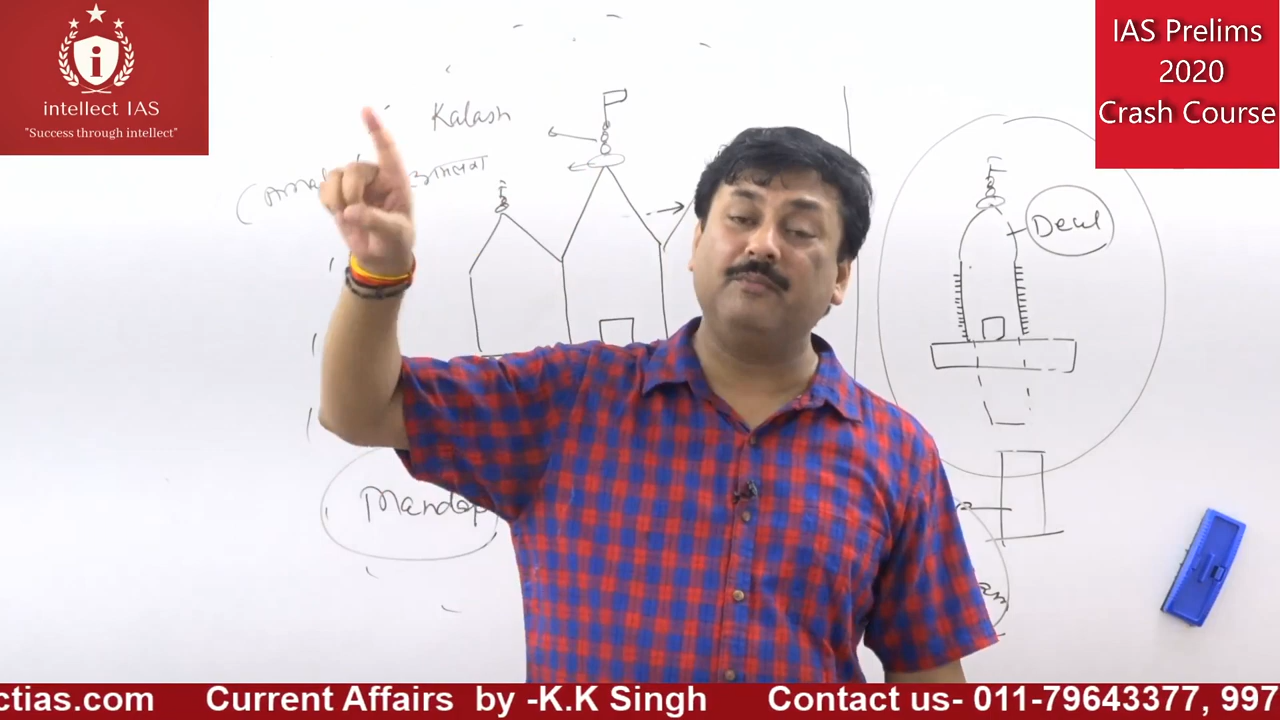 intellect IAS
"Success through intellect"
IAS Prelims
2020
Crash Course
Kalash
Deul
Mandap
ctias.com Current Affairs by -K.K Singh Contact us- 011-79643377, 997